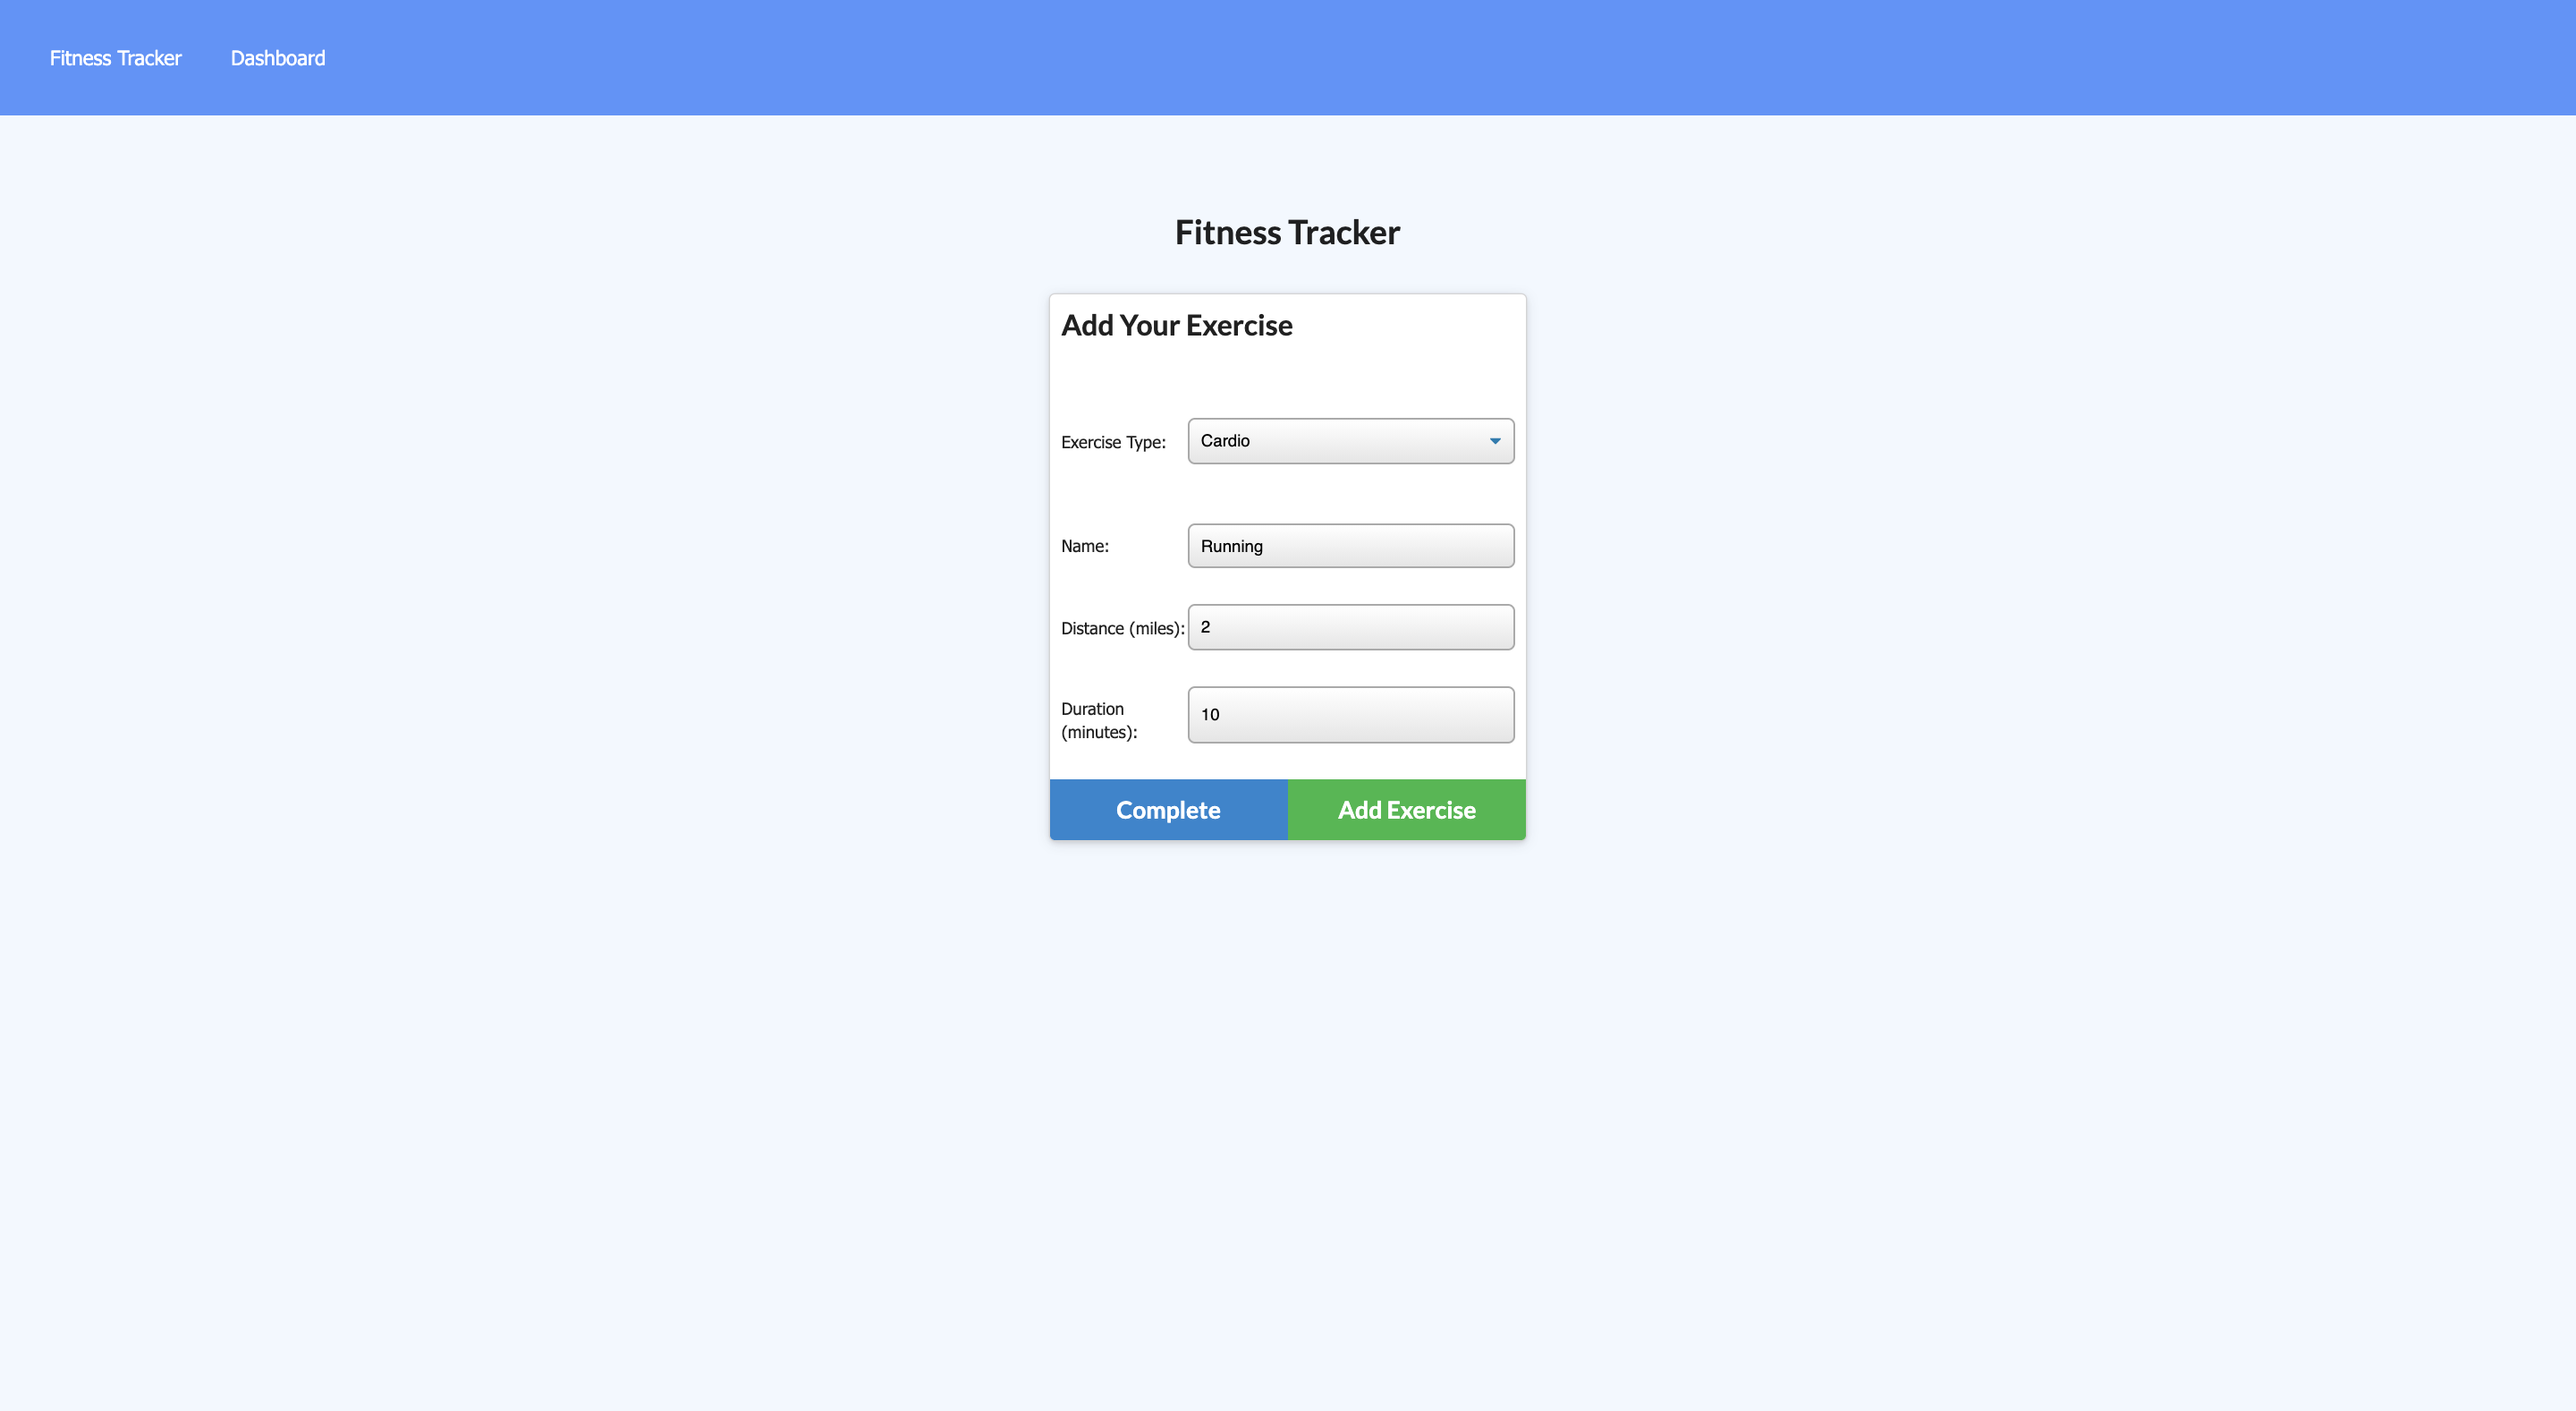 Fitness Tracker Dashboard
Fitness Tracker
Add Your Exercise
Exercise Type: Cardio
Name: Running
Distance (miles): 2
Duration
(minutes): 10
Complete Add Exercise